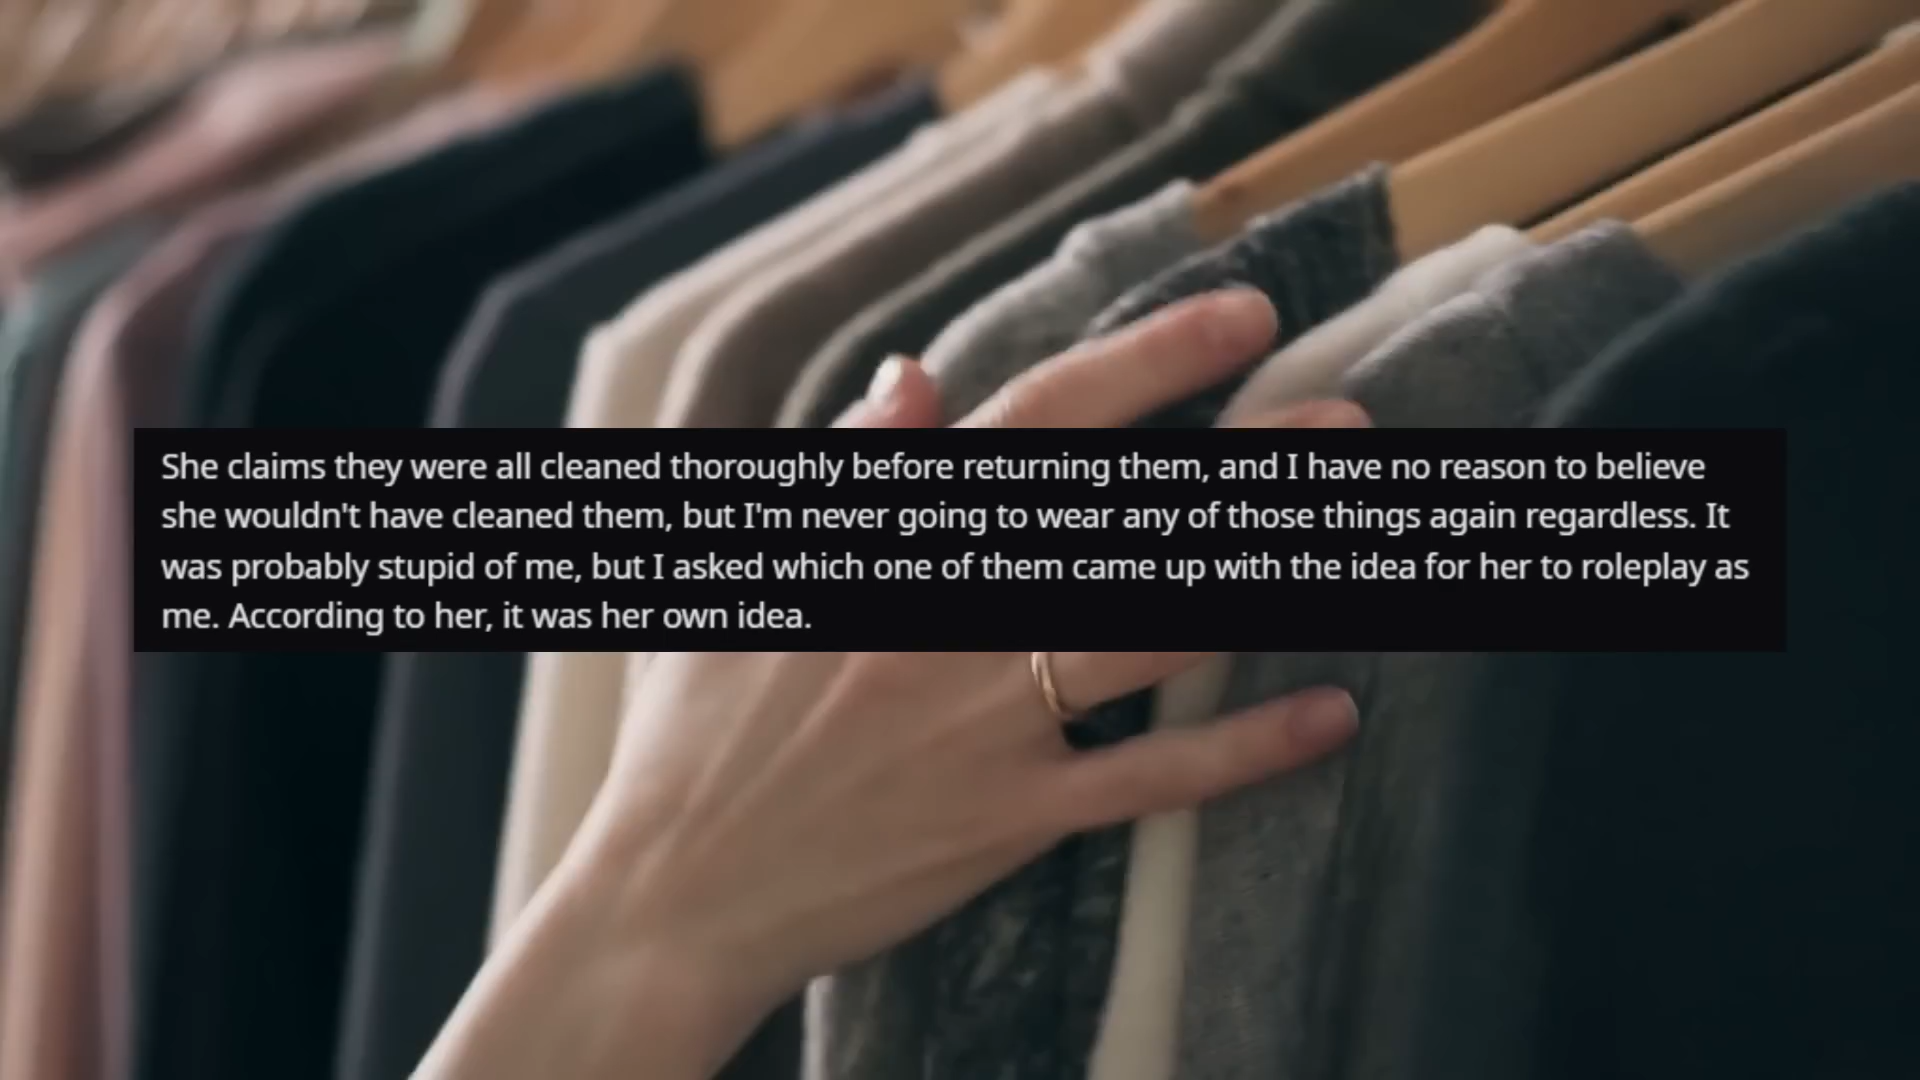 She claims they were all cleaned thoroughly before returning them, and I have no reason to believe
she wouldn't have cleaned them, but I'm never going to wear any of those things again regardless. It
was probably stupid of me, but I asked which one of them came up with the idea for her to roleplay as
me. According to her, it was her own idea.